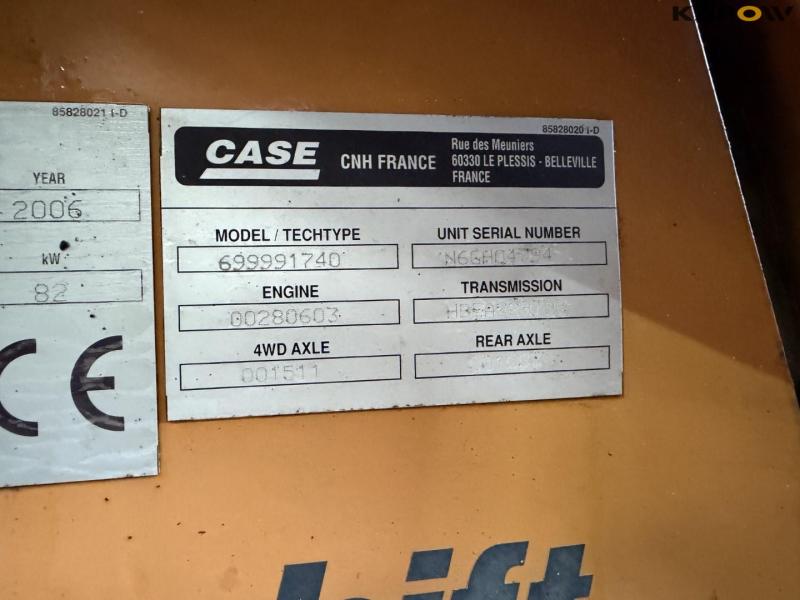 85828021 I-D
YEAR
2006
kW
82
CE
85828020 I-D
CASE
CNH FRANCE
Rue des Meuniers
60330 LE PLESSIS - BELLEVILLE
FRANCE
MODEL / TECHTYPE
699991740
UNIT SERIAL NUMBER
ENGINE
00280603
TRANSMISSION
4WD AXLE
001511
REAR AXLE